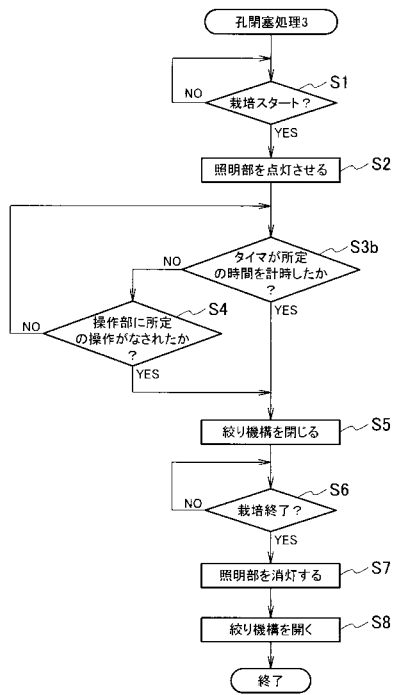 孔閉塞処理3
S1
栽培スタート？
NO
YES
照明部を点灯させる
S2
タイマが所定
の時間を計時したか
？
S3b
NO
YES
操作部に所定
の操作がなされたか
？
S4
NO
YES
絞り機構を閉じる
S5
栽培終了？
S6
NO
YES
照明部を消灯する
S7
絞り機構を開く
S8
終了